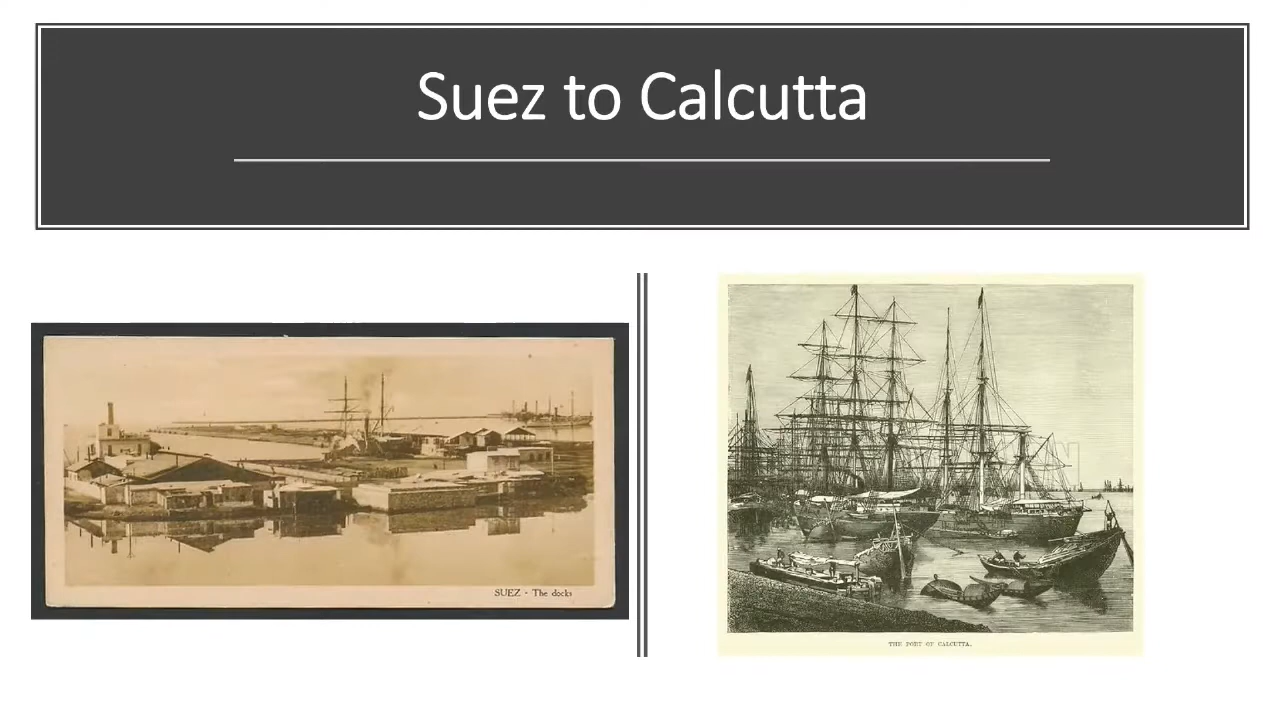 Suez to Calcutta
SUEZ - The docks
THE PORT OF CALCUTTA.